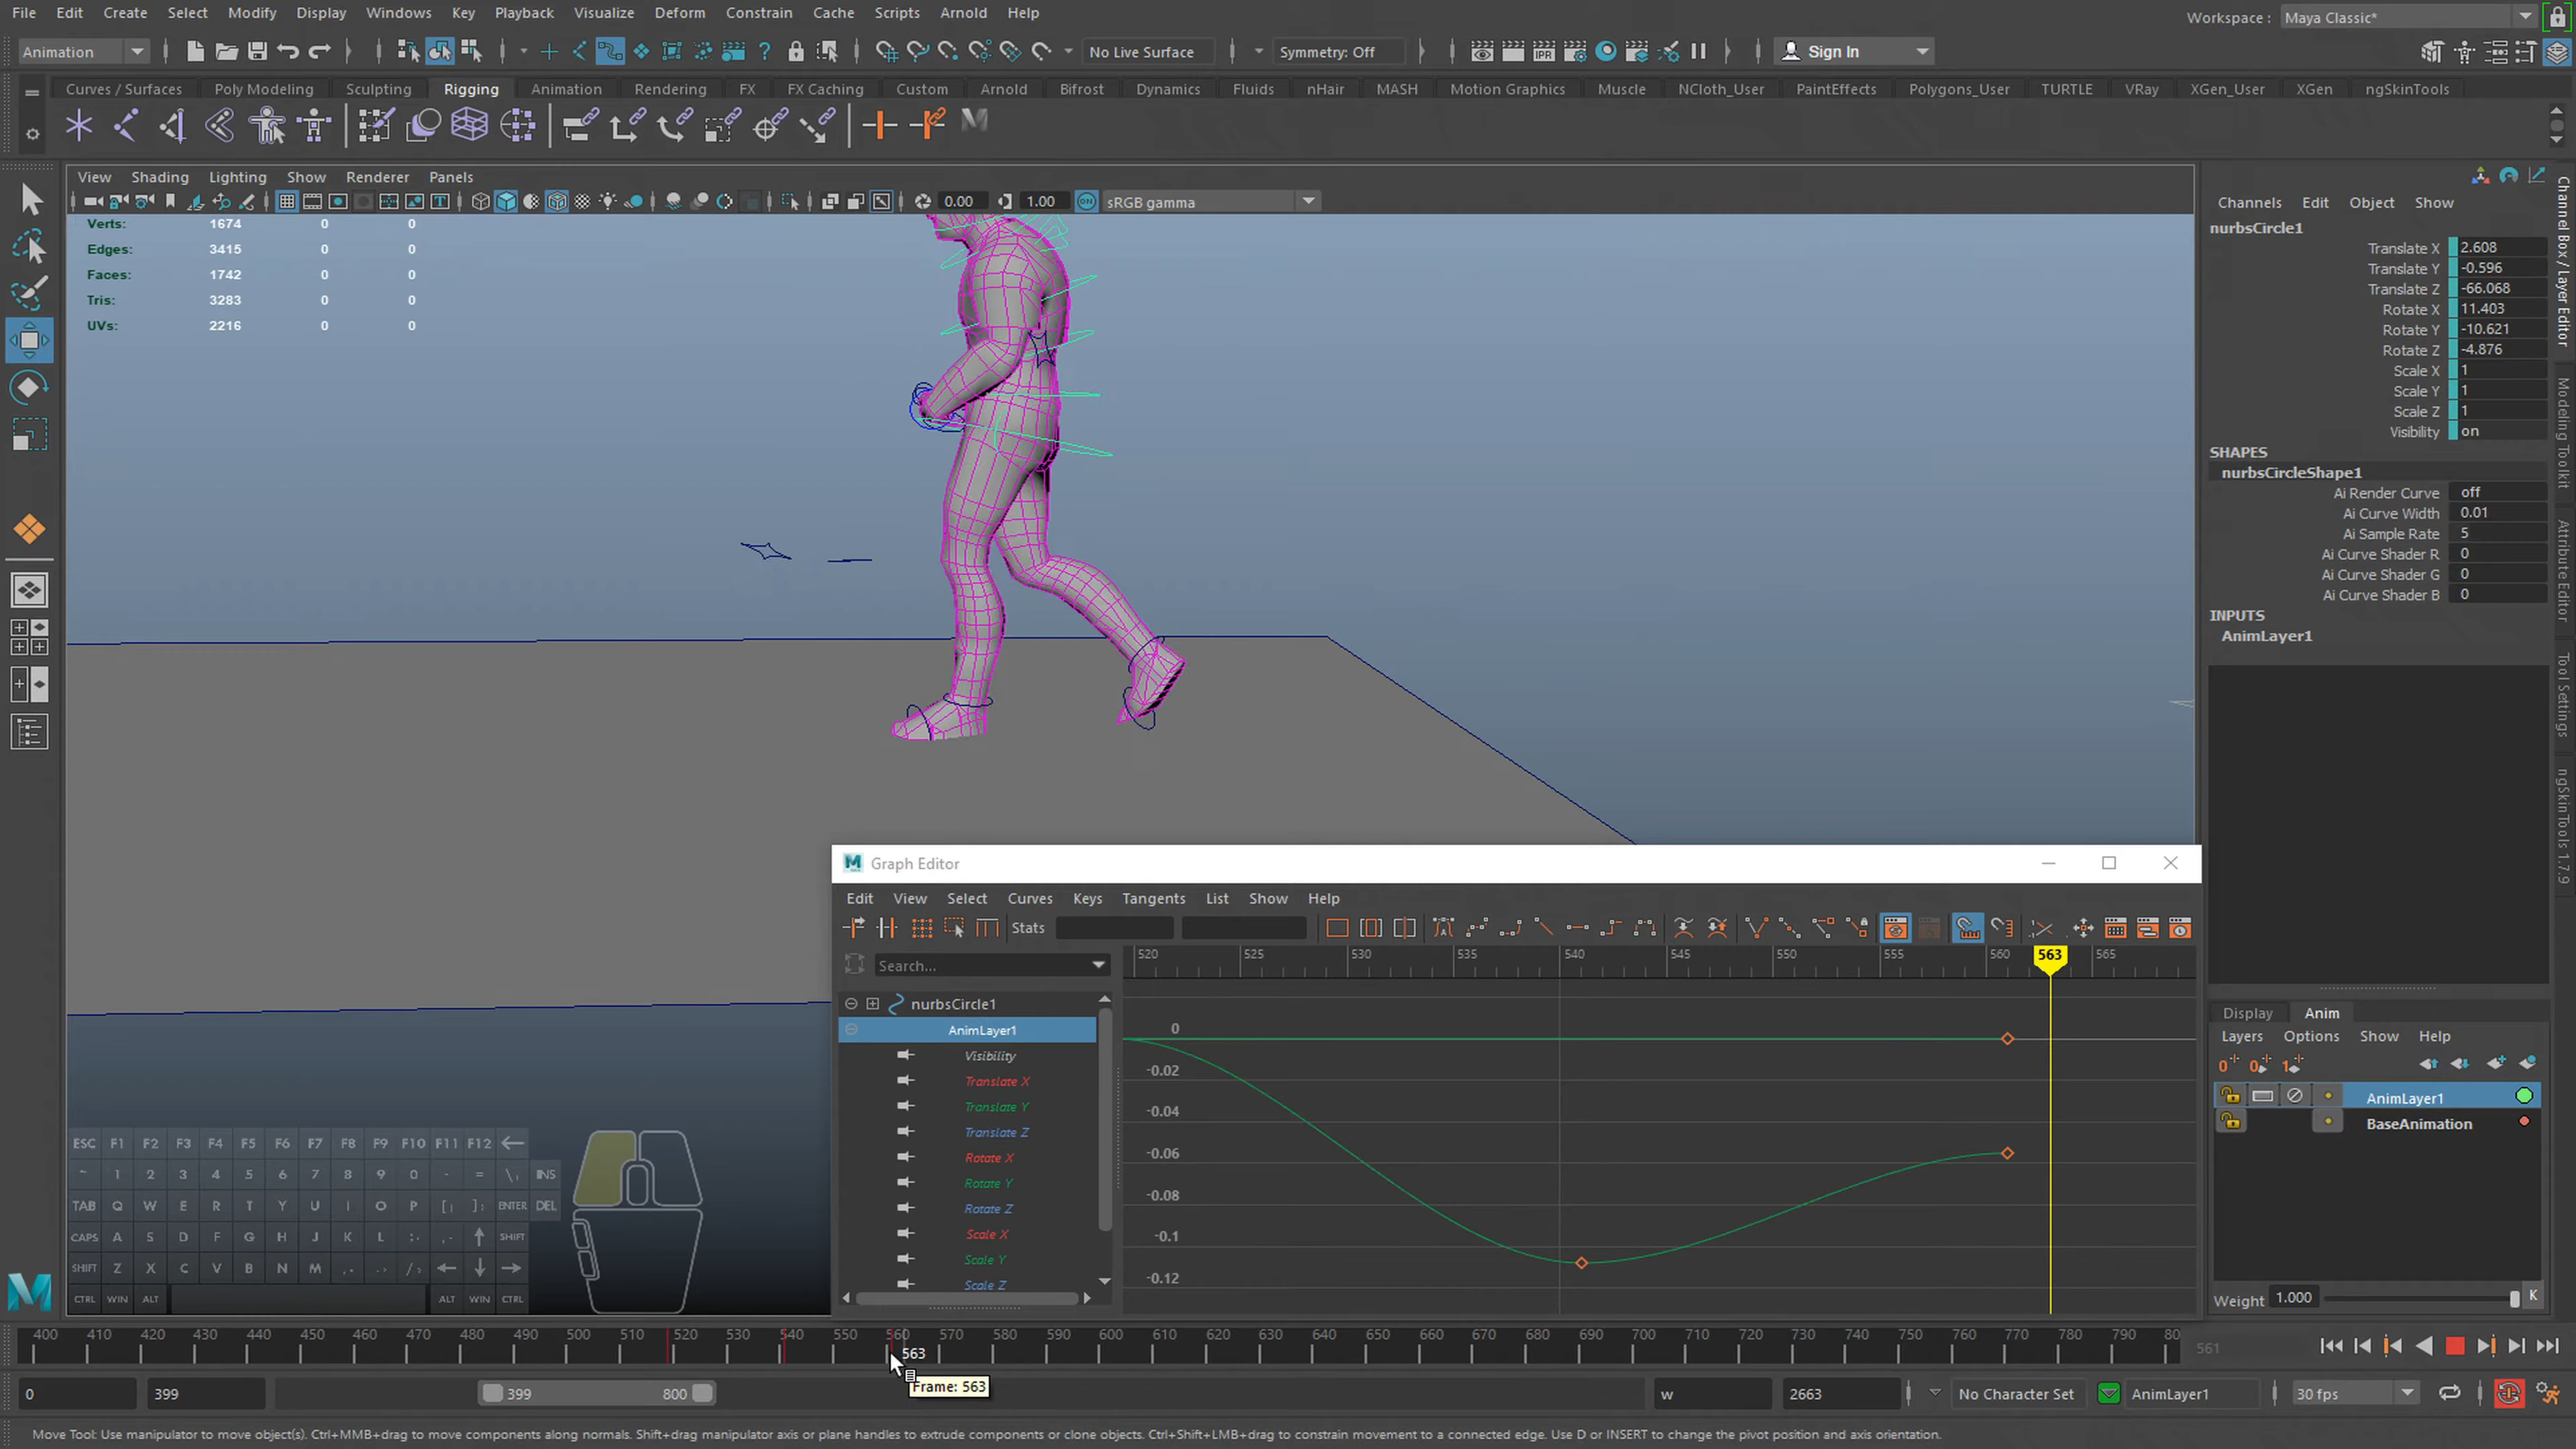 File Edit Create Select Modify Display Windows Key Playback Visualize Deform Constrain Cache Scripts Arnold Help
Workspace : Maya Classic*
Animation No Live Surface Symmetry: Off Sign In
Curves / Surfaces Poly Modeling Sculpting Rigging Animation Rendering FX FX Caching Custom Arnold Bifrost Dynamics Fluids nHair MASH Motion Graphics Muscle NCloth_User PaintEffects Polygons_User TURTLE VRay XGen_User XGen ngSkinTools
View Shading Lighting Show Renderer Panels
0.00 1.00 sRGB gamma
Verts: 1674 0 0
Edges: 3415 0 0
Faces: 1742 0 0
Tris: 3283 0 0
UVs: 2216 0 0
Channels Edit Object Show
nurbsCircle1
Translate X 2.608
Translate Y -0.596
Translate Z -66.068
Rotate X 11.403
Rotate Y -10.621
Rotate Z -4.876
Scale X 1
Scale Y 1
Scale Z 1
Visibility on
SHAPES
nurbsCircleShape1
Ai Render Curve off
Ai Curve Width 0.01
Ai Sample Rate 5
Ai Curve Shader R 0
Ai Curve Shader G 0
Ai Curve Shader B 0
INPUTS
AnimLayer1
Channel Box / Layer Editor
Modeling Toolkit
Attribute Editor
Tool Settings
ngSkinTools 1.7.9
Graph Editor
Edit View Select Curves Keys Tangents List Show Help
Stats
Search...
520 525 530 535 540 545 550 555 560 563 565
nurbsCircle1
AnimLayer1
Visibility
Translate X
Translate Y
Translate Z
Rotate X
Rotate Y
Rotate Z
Scale X
Scale Y
Scale Z
0
-0.02
-0.04
-0.06
-0.08
-0.1
-0.12
Display Anim
Layers Options Show Help
AnimLayer1
BaseAnimation
Weight 1.000 K
ESC F1 F2 F3 F4 F5 F6 F7 F8 F9 F10 F11 F12
~ 1 2 3 4 5 6 7 8 9 0 - = \ INS
TAB Q W E R T Y U I O P [ ] ENTER DEL
CAPS A S D F G H J K L SHIFT
SHIFT Z X C V B N M
CTRL WIN ALT ALT WIN CTRL
400 410 420 430 440 450 460 470 480 490 500 510 520 530 540 550 560 570 580 590 600 610 620 630 640 650 660 670 680 690 700 710 720 730 740 750 760 770 780 790 80
563 561
Frame: 563
0 399 399 800 w 2663 No Character Set AnimLayer1 30 fps
Move Tool: Use manipulator to move object(s). Ctrl+MMB+drag to move components along normals. Shift+drag manipulator axis or plane handles to extrude components or clone objects. Ctrl+Shift+LMB+drag to constrain movement to a connected edge. Use D or INSERT to change the pivot position and axis orientation.